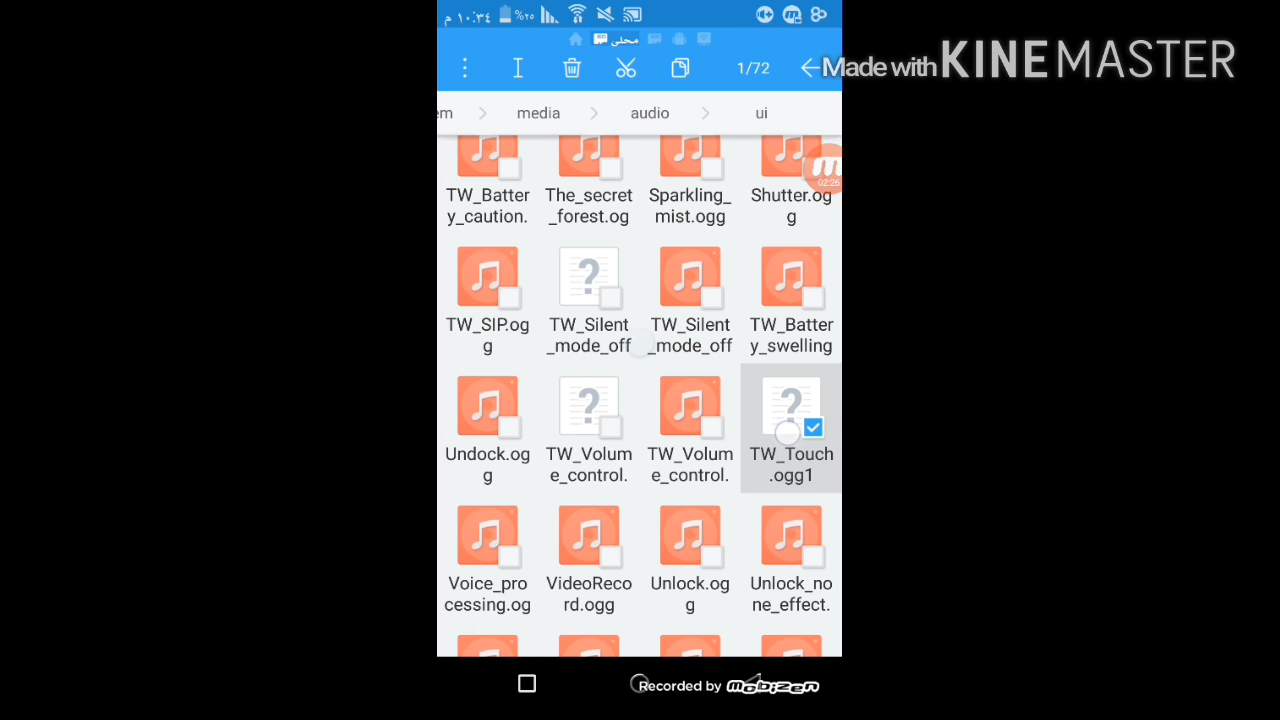 م ١٠:٣٤ %٢٥
محلي
1/72
Made with KINEMASTER
em media audio ui
02:26
TW_Batter
y_caution.
The_secret
_forest.og
Sparkling_
mist.ogg
Shutter.og
g
TW_SIP.og
g
TW_Silent
_mode_off
TW_Silent
_mode_off
TW_Batter
y_swelling
Undock.og
g
TW_Volum
e_control.
TW_Volum
e_control.
TW_Touch
.ogg1
Voice_pro
cessing.og
VideoReco
rd.ogg
Unlock.og
g
Unlock_no
ne_effect.
Recorded by mobizen